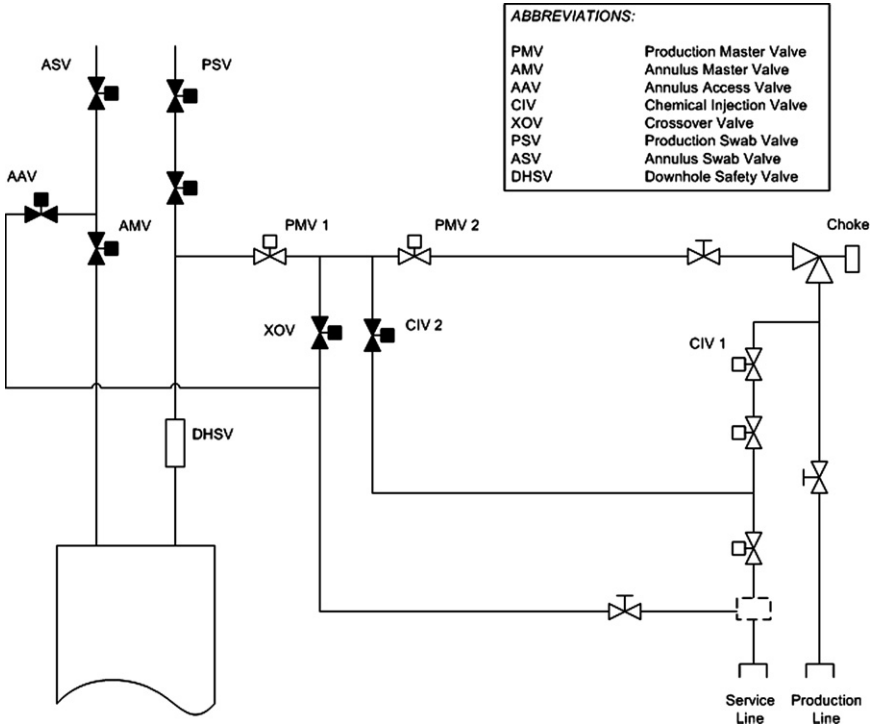 ABBREVIATIONS:
PMV Production Master Valve
AMV Annulus Master Valve
AAV Annulus Access Valve
CIV Chemical Injection Valve
XOV Crossover Valve
PSV Production Swab Valve
ASV Annulus Swab Valve
DHSV Downhole Safety Valve
ASV
PSV
AAV
AMV
PMV 1
PMV 2
Choke
XOV
CIV 2
CIV 1
DHSV
Service
Line
Production
Line